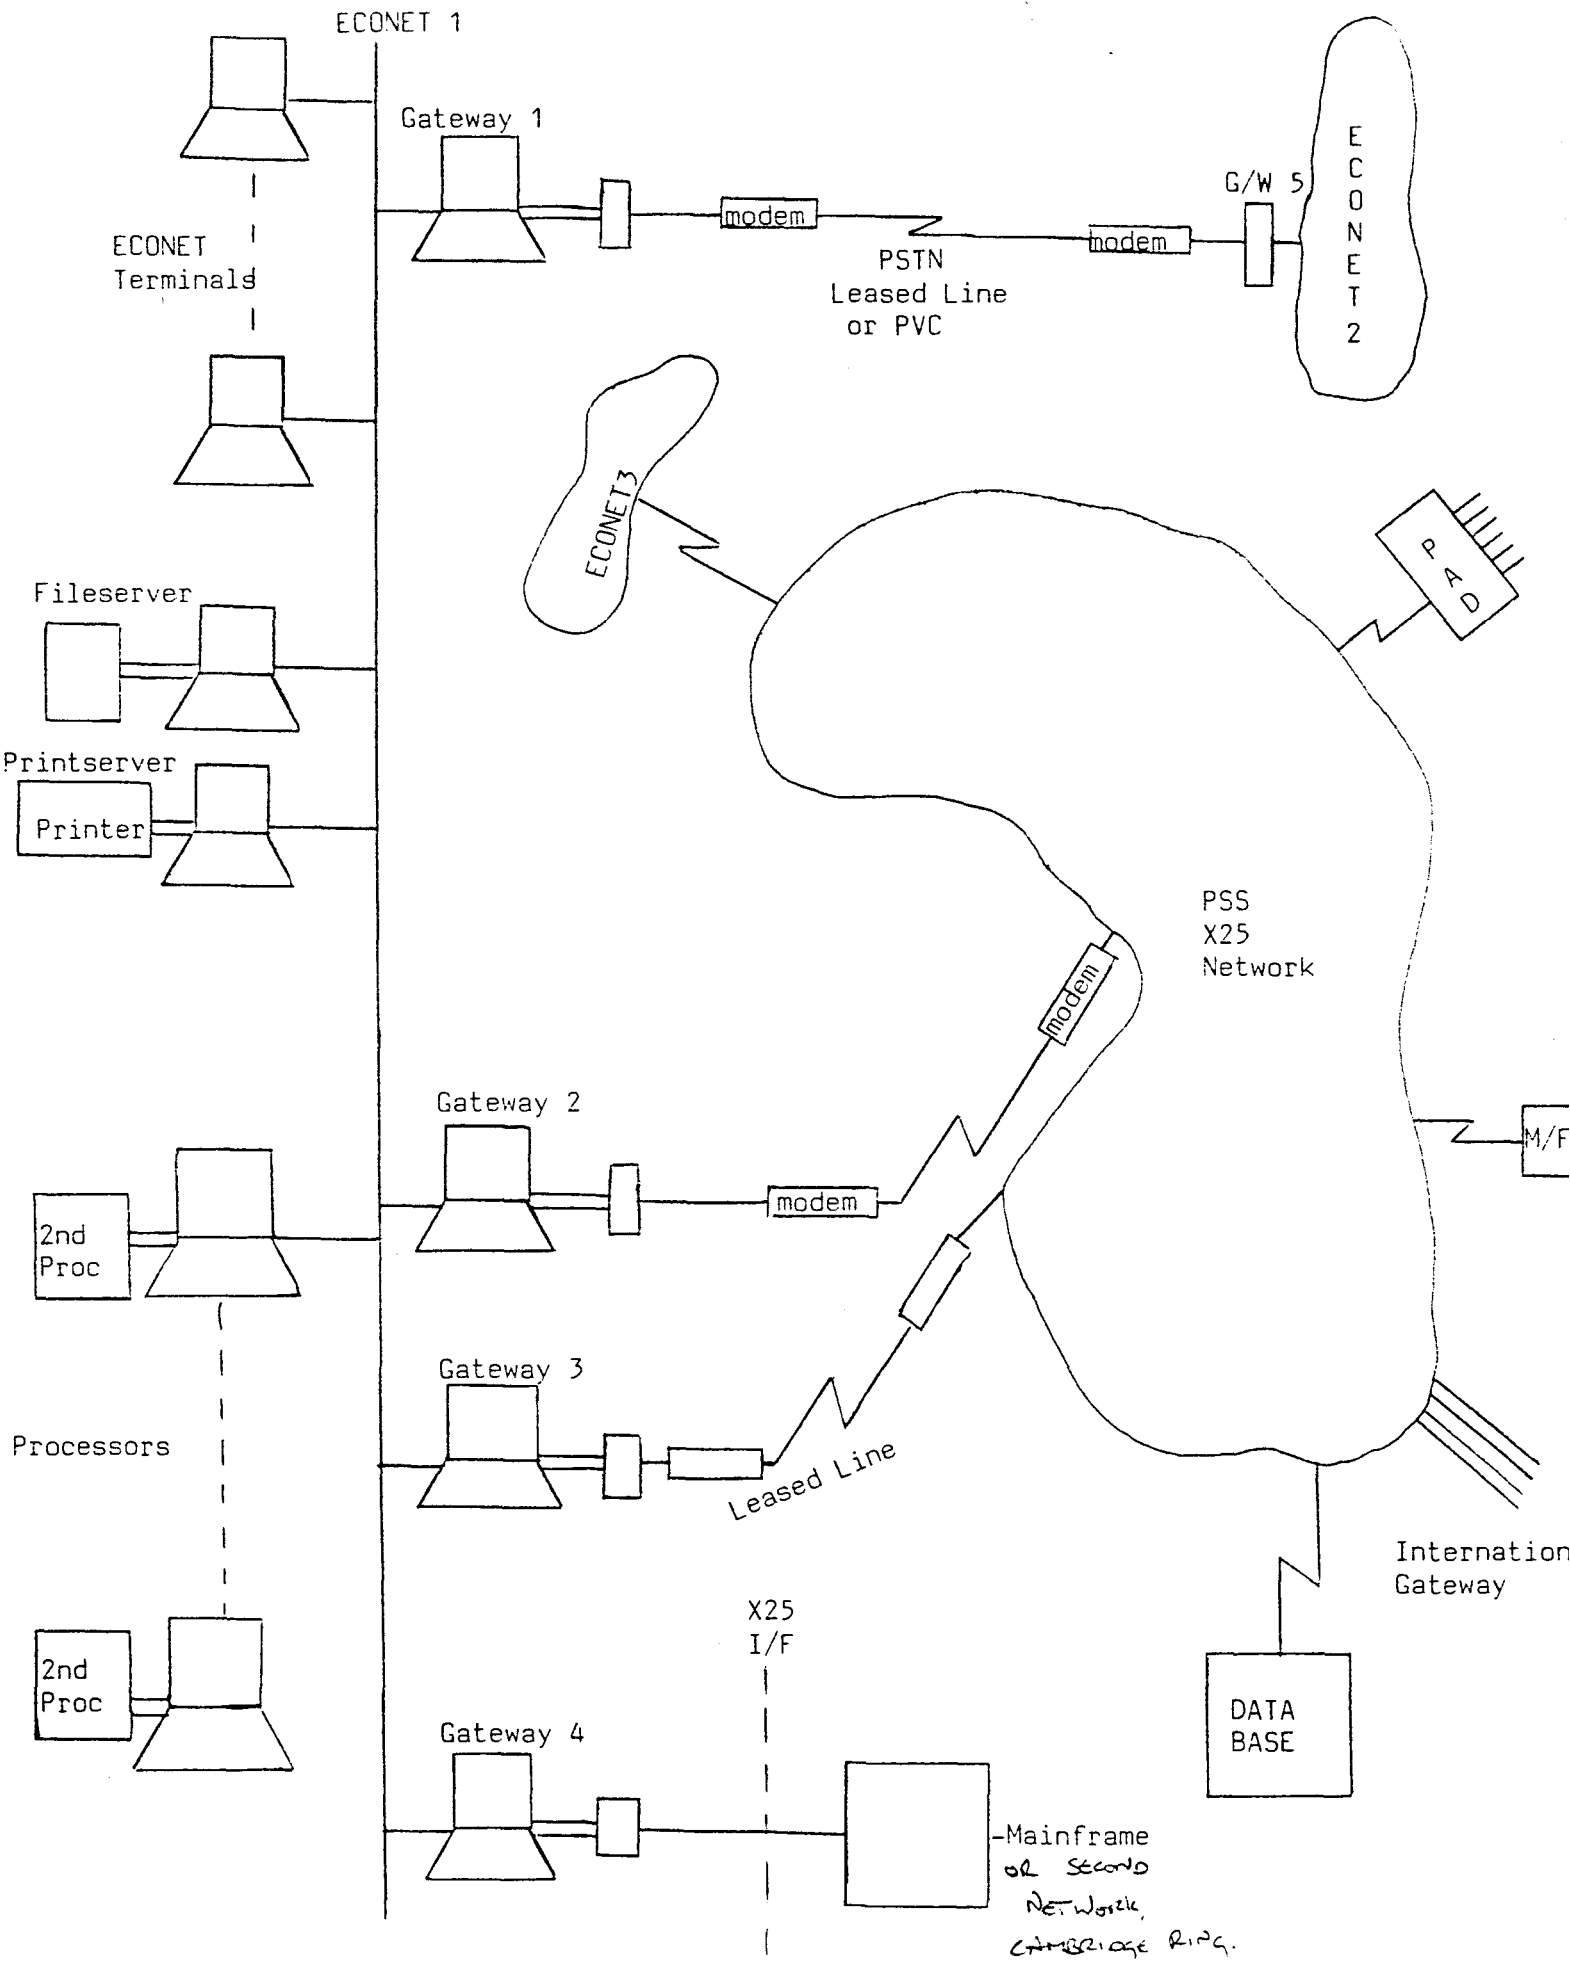 ECONET 1
Gateway 1
ECONET
Terminals
modem
PSTN
Leased Line
or PVC
modem
G/W 5
ECONET 2
ECONET3
PAD
Fileserver
Printserver
Printer
PSS
X25
Network
modem
M/F
Gateway 2
modem
2nd
Proc
Gateway 3
Leased Line
Processors
Internation
Gateway
2nd
Proc
X25
I/F
DATA
BASE
Gateway 4
-Mainframe
OR SECOND
NETWORK,
CAMBRIDGE RING.